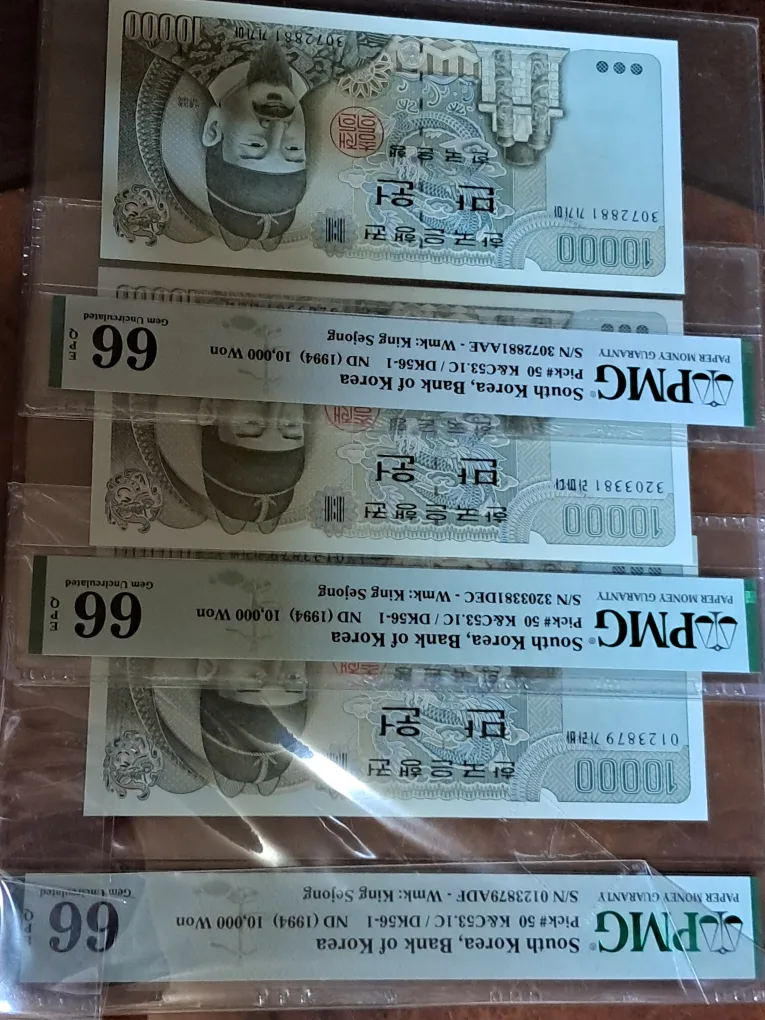 PMG PAPER MONEY GUARANTY
South Korea, Bank of Korea
Pick# 50 K&C53.1C / DK56-1 ND (1994) 10,000 Won
S/N 0123879ADF - Wmk: King Sejong
66 Gem Uncirculated
10000
한국은행권
0123879 가라바
만원
PMG PAPER MONEY GUARANTY
South Korea, Bank of Korea
Pick# 50 K&C53.1C / DK56-1 ND (1994) 10,000 Won
S/N 3203381DEC - Wmk: King Sejong
66 Gem Uncirculated
EPQ
10000
한국은행권
3203381 라마다
만원
PMG PAPER MONEY GUARANTY
South Korea, Bank of Korea
Pick# 50 K&C53.1C / DK56-1 ND (1994) 10,000 Won
S/N 3072881AAE - Wmk: King Sejong
66 Gem Uncirculated
EPQ
10000
한국은행권
3072881 가가마
만원
한국은행
3072881 가가마
10000